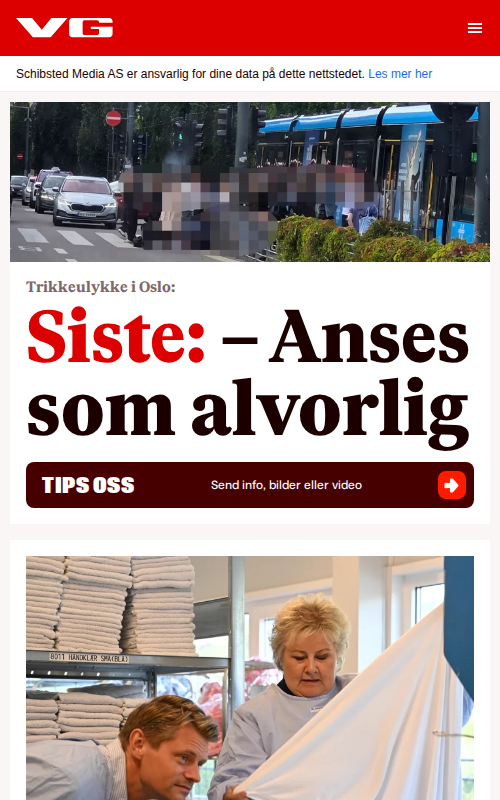 VG
Schibsted Media AS er ansvarlig for dine data på dette nettstedet. Les mer her
Trikkeulykke i Oslo:
Siste: – Anses
som alvorlig
TIPS OSS
Send info, bilder eller video
8011 HÅNDKLÆR SMÅ(BLÅ)